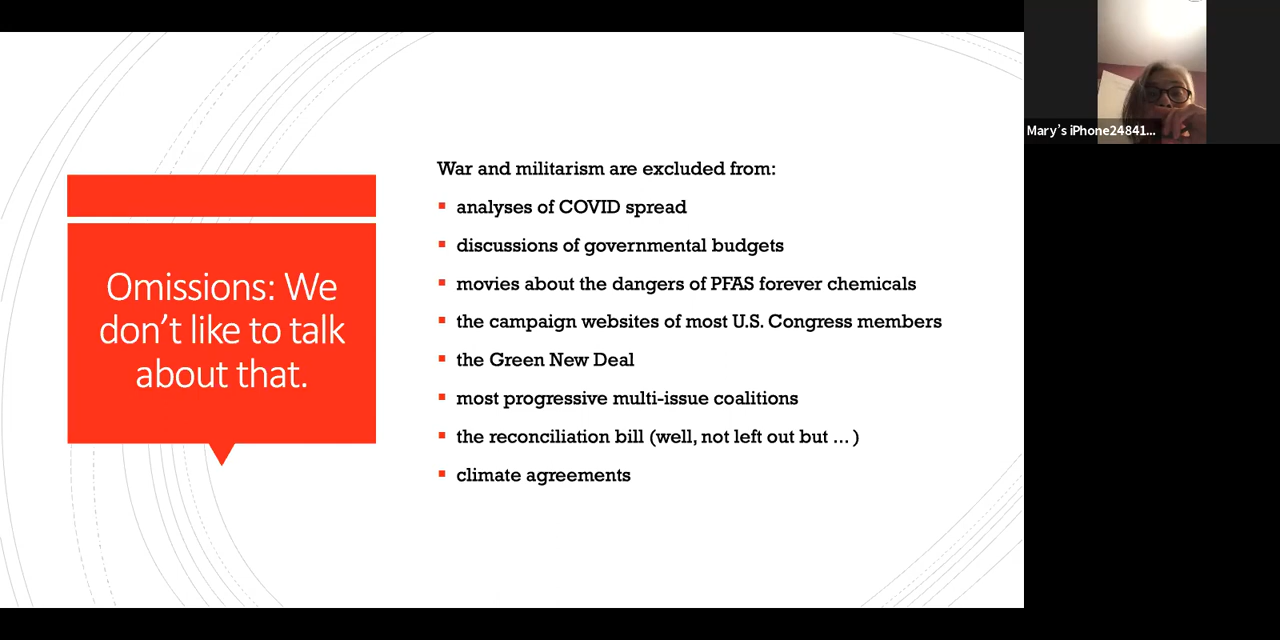 Omissions: We
don’t like to talk
about that.
War and militarism are excluded from:
▪ analyses of COVID spread
▪ discussions of governmental budgets
▪ movies about the dangers of PFAS forever chemicals
▪ the campaign websites of most U.S. Congress members
▪ the Green New Deal
▪ most progressive multi-issue coalitions
▪ the reconciliation bill (well, not left out but … )
▪ climate agreements
Mary’s iPhone24841...